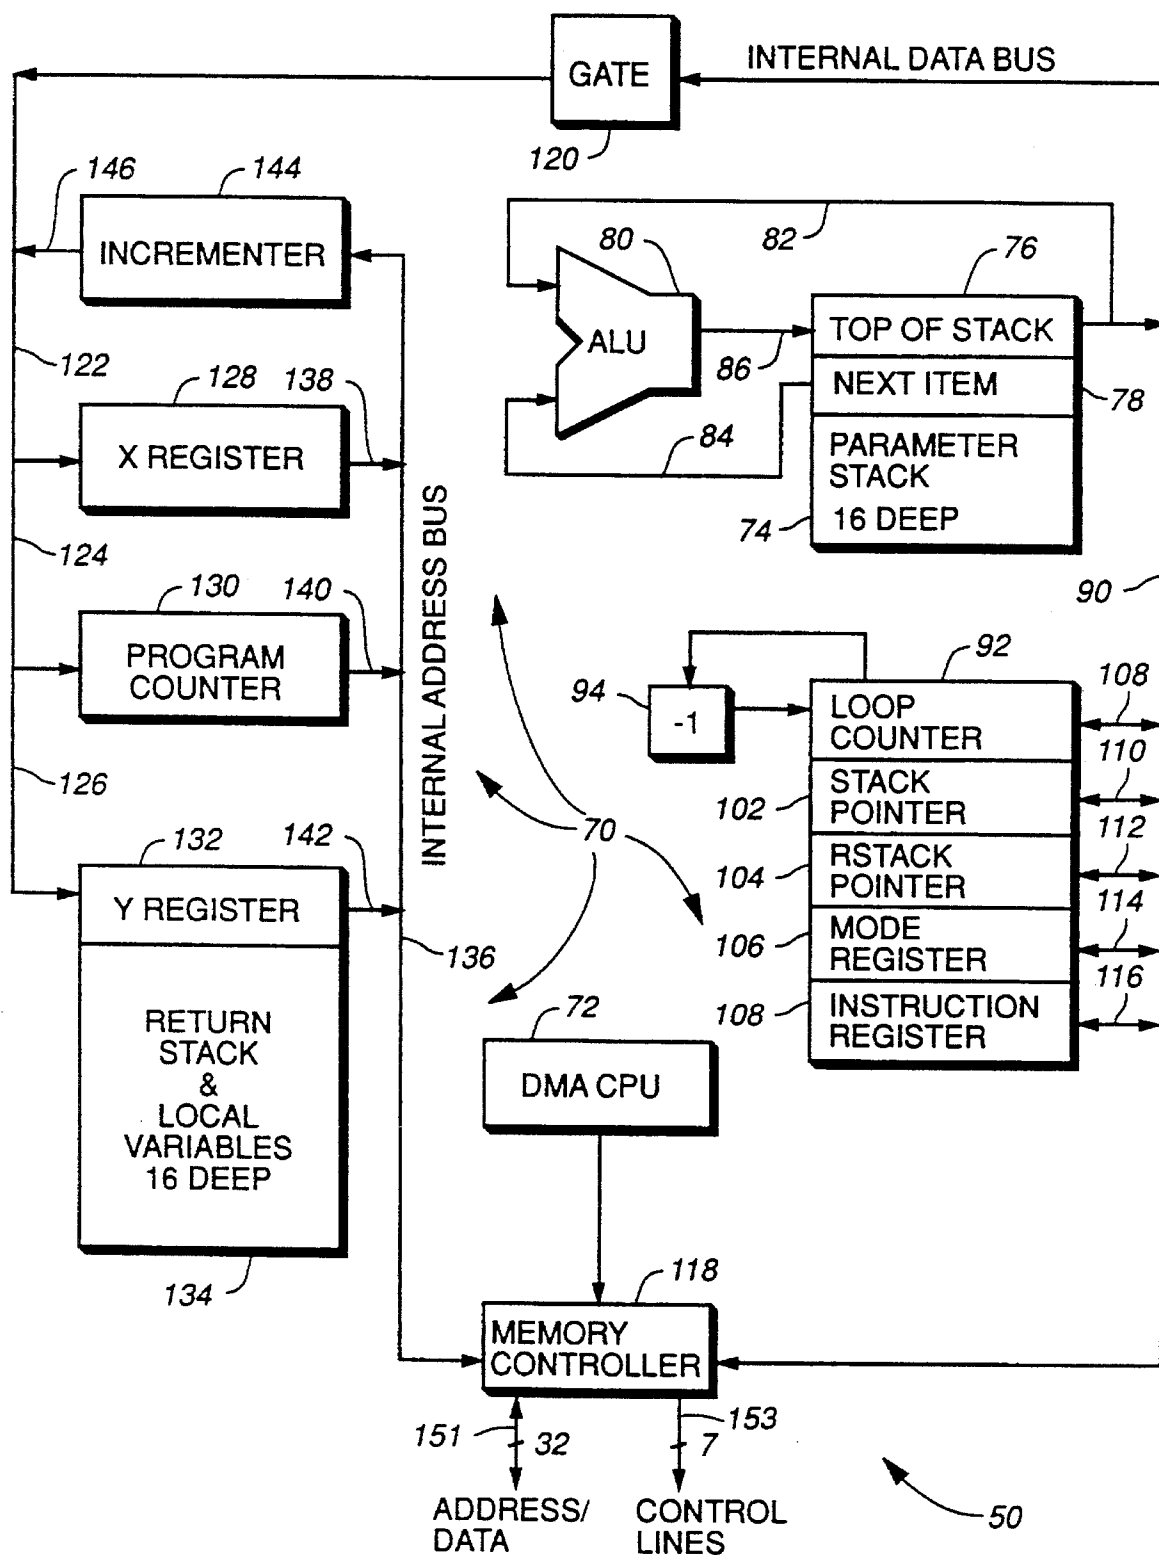 GATE
INTERNAL DATA BUS
120
146
144
INCREMENTER
122
82
80
76
ALU
86
TOP OF STACK
NEXT ITEM
78
84
PARAMETER
STACK
16 DEEP
74
128
138
X REGISTER
124
INTERNAL ADDRESS BUS
130
140
PROGRAM
COUNTER
126
90
94
-1
92
LOOP
COUNTER
108
110
102
STACK
POINTER
112
104
RSTACK
POINTER
114
106
MODE
REGISTER
116
108
INSTRUCTION
REGISTER
70
132
142
Y REGISTER
136
RETURN
STACK
&
LOCAL
VARIABLES
16 DEEP
134
72
DMA CPU
118
MEMORY
CONTROLLER
151
32
153
7
ADDRESS/
DATA
CONTROL
LINES
50